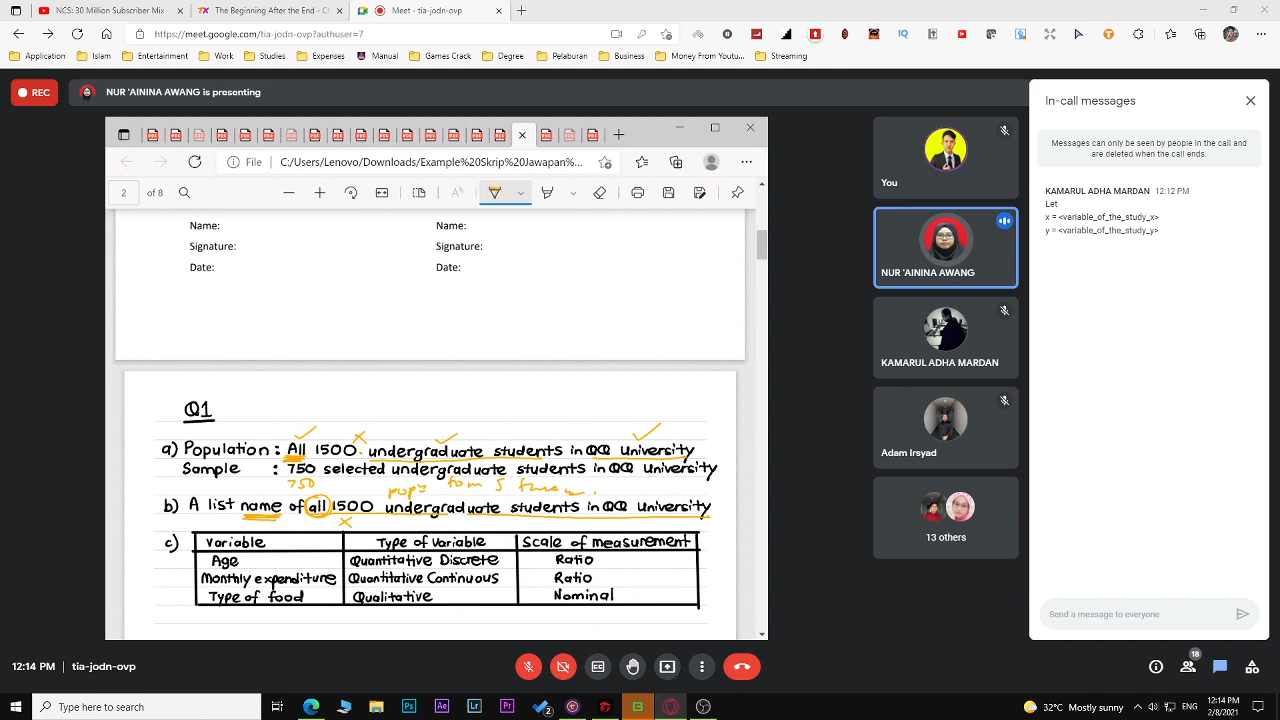 NCS: 30 Million Subscriber Mix
The Beginning After the End - C
Meet - tia-jodn-ovp
https://meet.google.com/tia-jodn-ovp?authuser=7
Application Islam Entertainment Work Studies Expense Manual Games Crack Degree Pelaburan Business Money From Youtu... Streaming
REC
NUR 'AININA AWANG is presenting
File C:/Users/Lenovo/Downloads/Example%20Skrip%20Jawapan%...
2 of 8
Name: Name:
Signature: Signature:
Date: Date:
Q1
a) Population : All 1500 undergraduate students in QQ University
Sample : 750 selected undergraduate students in QQ University
750
b) A list name of all 1500 undergraduate students in QQ University
c) Variable Type of Variable Scale of measurement
Age Quantitative Discrete Ratio
Monthly expenditure Quantitative Continuous Ratio
Type of food Qualitative Nominal
You
NUR 'AININA AWANG
KAMARUL ADHA MARDAN
Adam Irsyad
13 others
In-call messages
Messages can only be seen by people in the call and
are deleted when the call ends.
KAMARUL ADHA MARDAN 12:12 PM
Let
x = <variable_of_the_study_x>
y = <variable_of_the_study_y>
Send a message to everyone
12:14 PM | tia-jodn-ovp
18
Type here to search
Ps Ae Lr Pr 2
32°C Mostly sunny
12:14 PM
2/8/2021